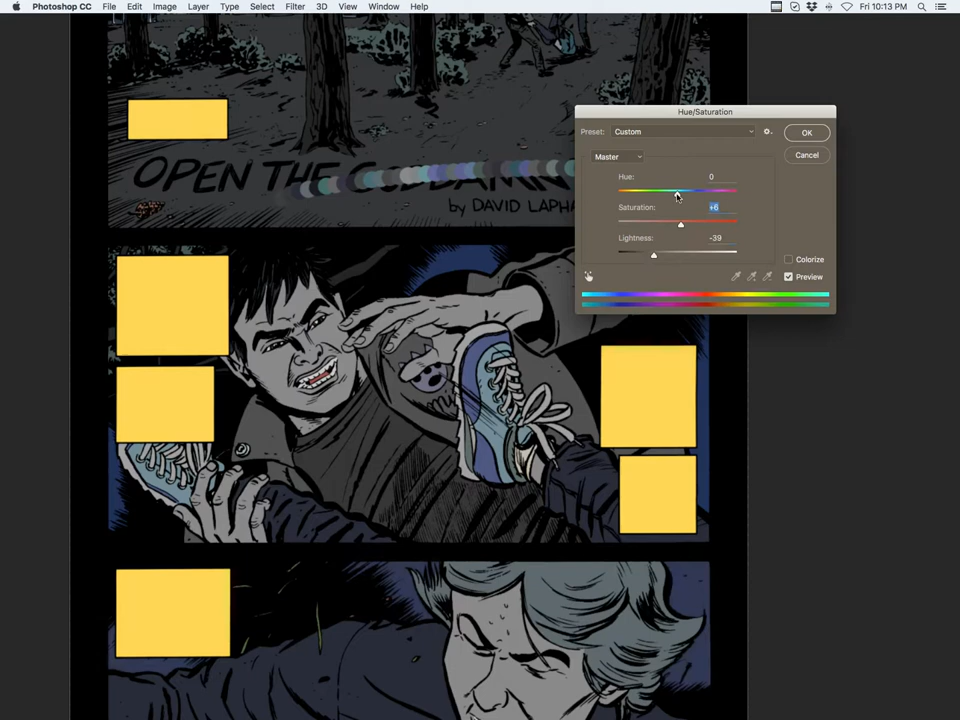 Photoshop CC File Edit Image Layer Type Select Filter 3D View Window Help Fri 10:13 PM
Hue/Saturation
Preset: Custom
OK
Master
Cancel
Hue: 0
OPEN THE GODDAMN
Saturation: +6
by DAVID LAPHA
Lightness: -39
Colorize
Preview